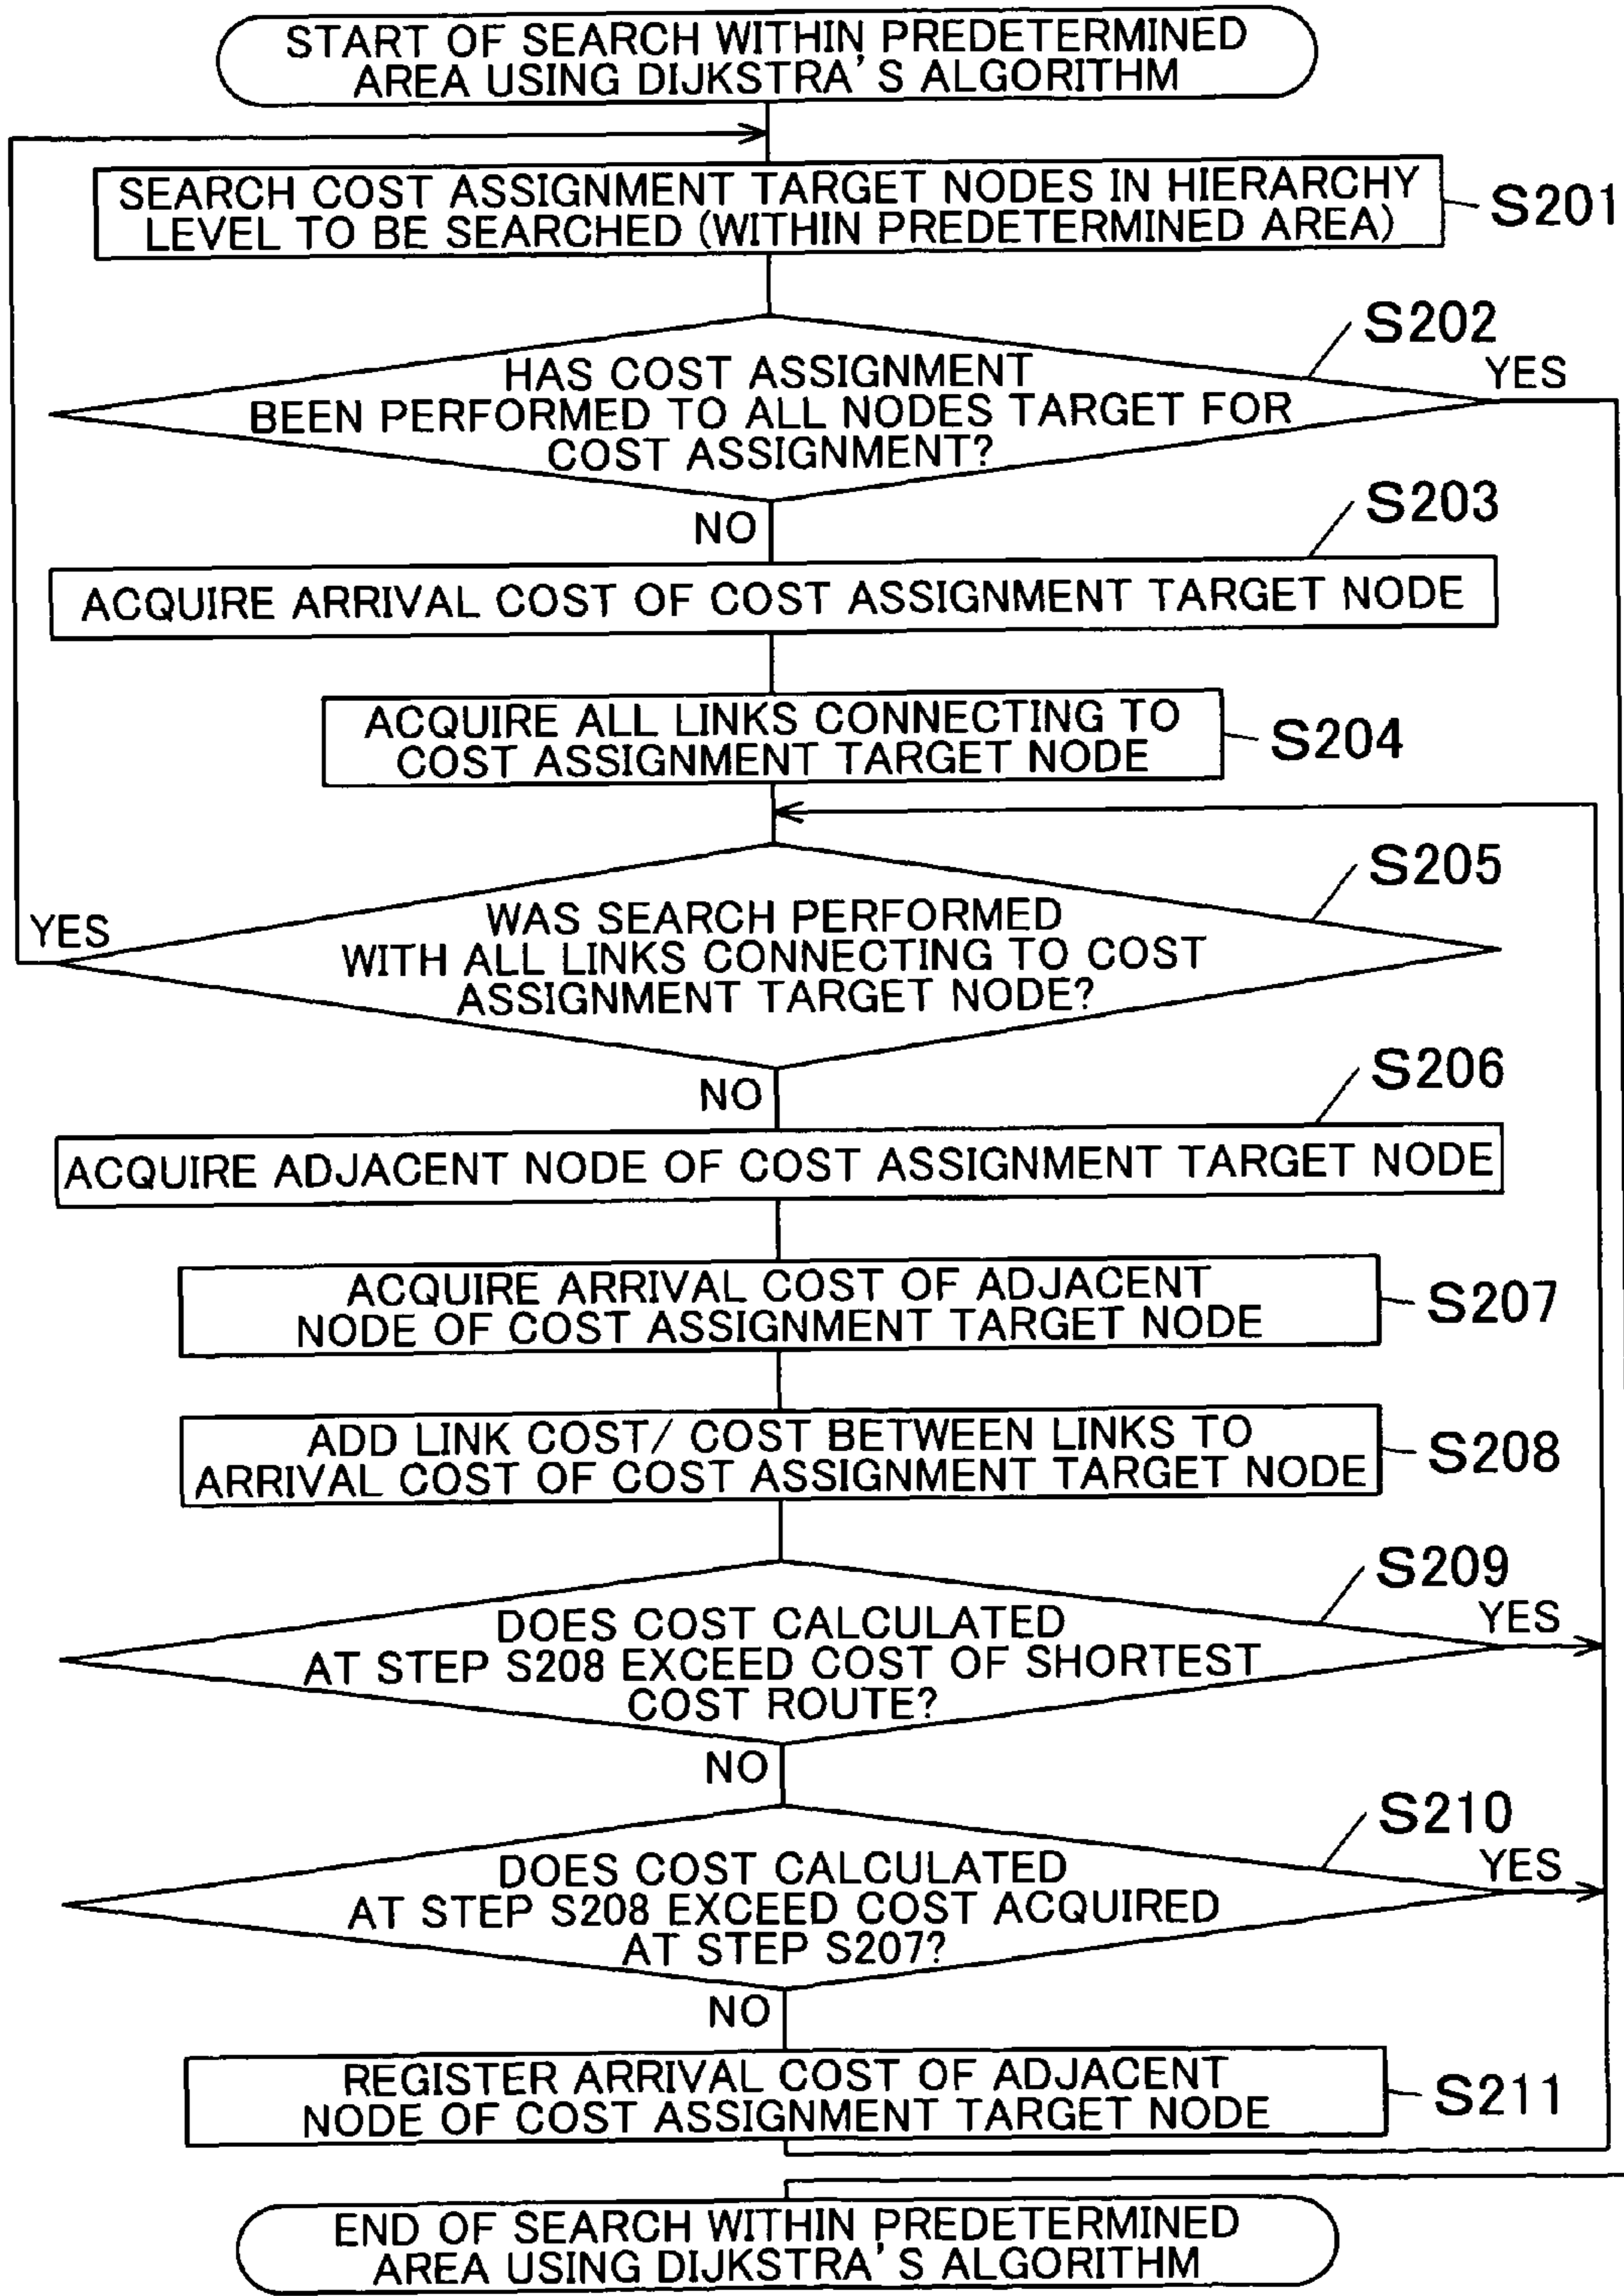 START OF SEARCH WITHIN PREDETERMINED
AREA USING DIJKSTRA'S ALGORITHM
SEARCH COST ASSIGNMENT TARGET NODES IN HIERARCHY
LEVEL TO BE SEARCHED (WITHIN PREDETERMINED AREA)
S201
S202
HAS COST ASSIGNMENT
BEEN PERFORMED TO ALL NODES TARGET FOR
COST ASSIGNMENT?
YES
NO
S203
ACQUIRE ARRIVAL COST OF COST ASSIGNMENT TARGET NODE
ACQUIRE ALL LINKS CONNECTING TO
COST ASSIGNMENT TARGET NODE
S204
S205
WAS SEARCH PERFORMED
WITH ALL LINKS CONNECTING TO COST
ASSIGNMENT TARGET NODE?
YES
NO
S206
ACQUIRE ADJACENT NODE OF COST ASSIGNMENT TARGET NODE
ACQUIRE ARRIVAL COST OF ADJACENT
NODE OF COST ASSIGNMENT TARGET NODE
S207
ADD LINK COST/ COST BETWEEN LINKS TO
ARRIVAL COST OF COST ASSIGNMENT TARGET NODE
S208
S209
DOES COST CALCULATED
AT STEP S208 EXCEED COST OF SHORTEST
COST ROUTE?
YES
NO
S210
DOES COST CALCULATED
AT STEP S208 EXCEED COST ACQUIRED
AT STEP S207?
YES
NO
REGISTER ARRIVAL COST OF ADJACENT
NODE OF COST ASSIGNMENT TARGET NODE
S211
END OF SEARCH WITHIN PREDETERMINED
AREA USING DIJKSTRA'S ALGORITHM